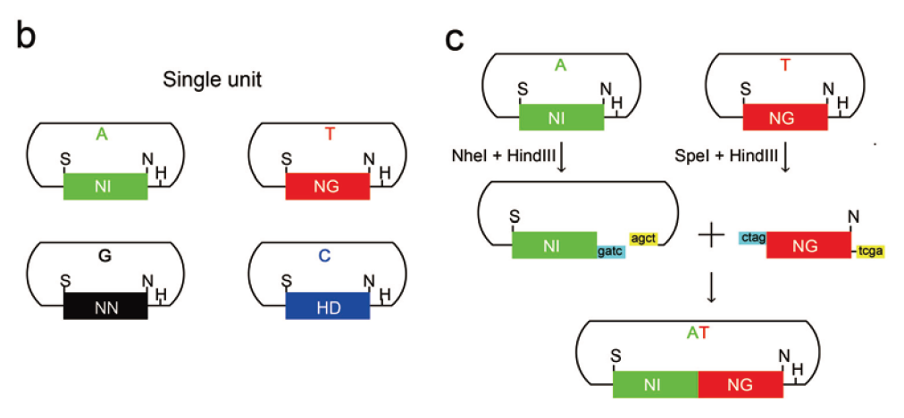 b
Single unit
A
S
N
H
NI
T
S
N
H
NG
G
S
N
H
NN
C
S
N
H
HD
c
A
S
N
H
NI
T
S
N
H
NG
NheI + HindIII
SpeI + HindIII
S
NI
gatc
agct
+
ctag
NG
N
tcga
AT
S
N
H
NI
NG